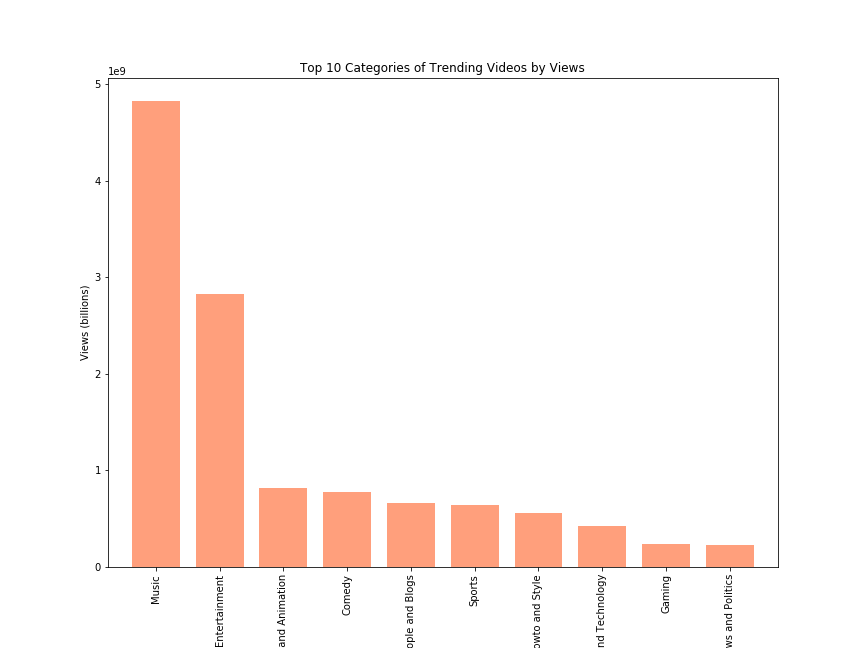 Top 10 Categories of Trending Videos by Views
1e9
5
4
3
2
1
0
Views (billions)
Music
Entertainment
and Animation
Comedy
ople and Blogs
Sports
owto and Style
nd Technology
Gaming
ws and Politics